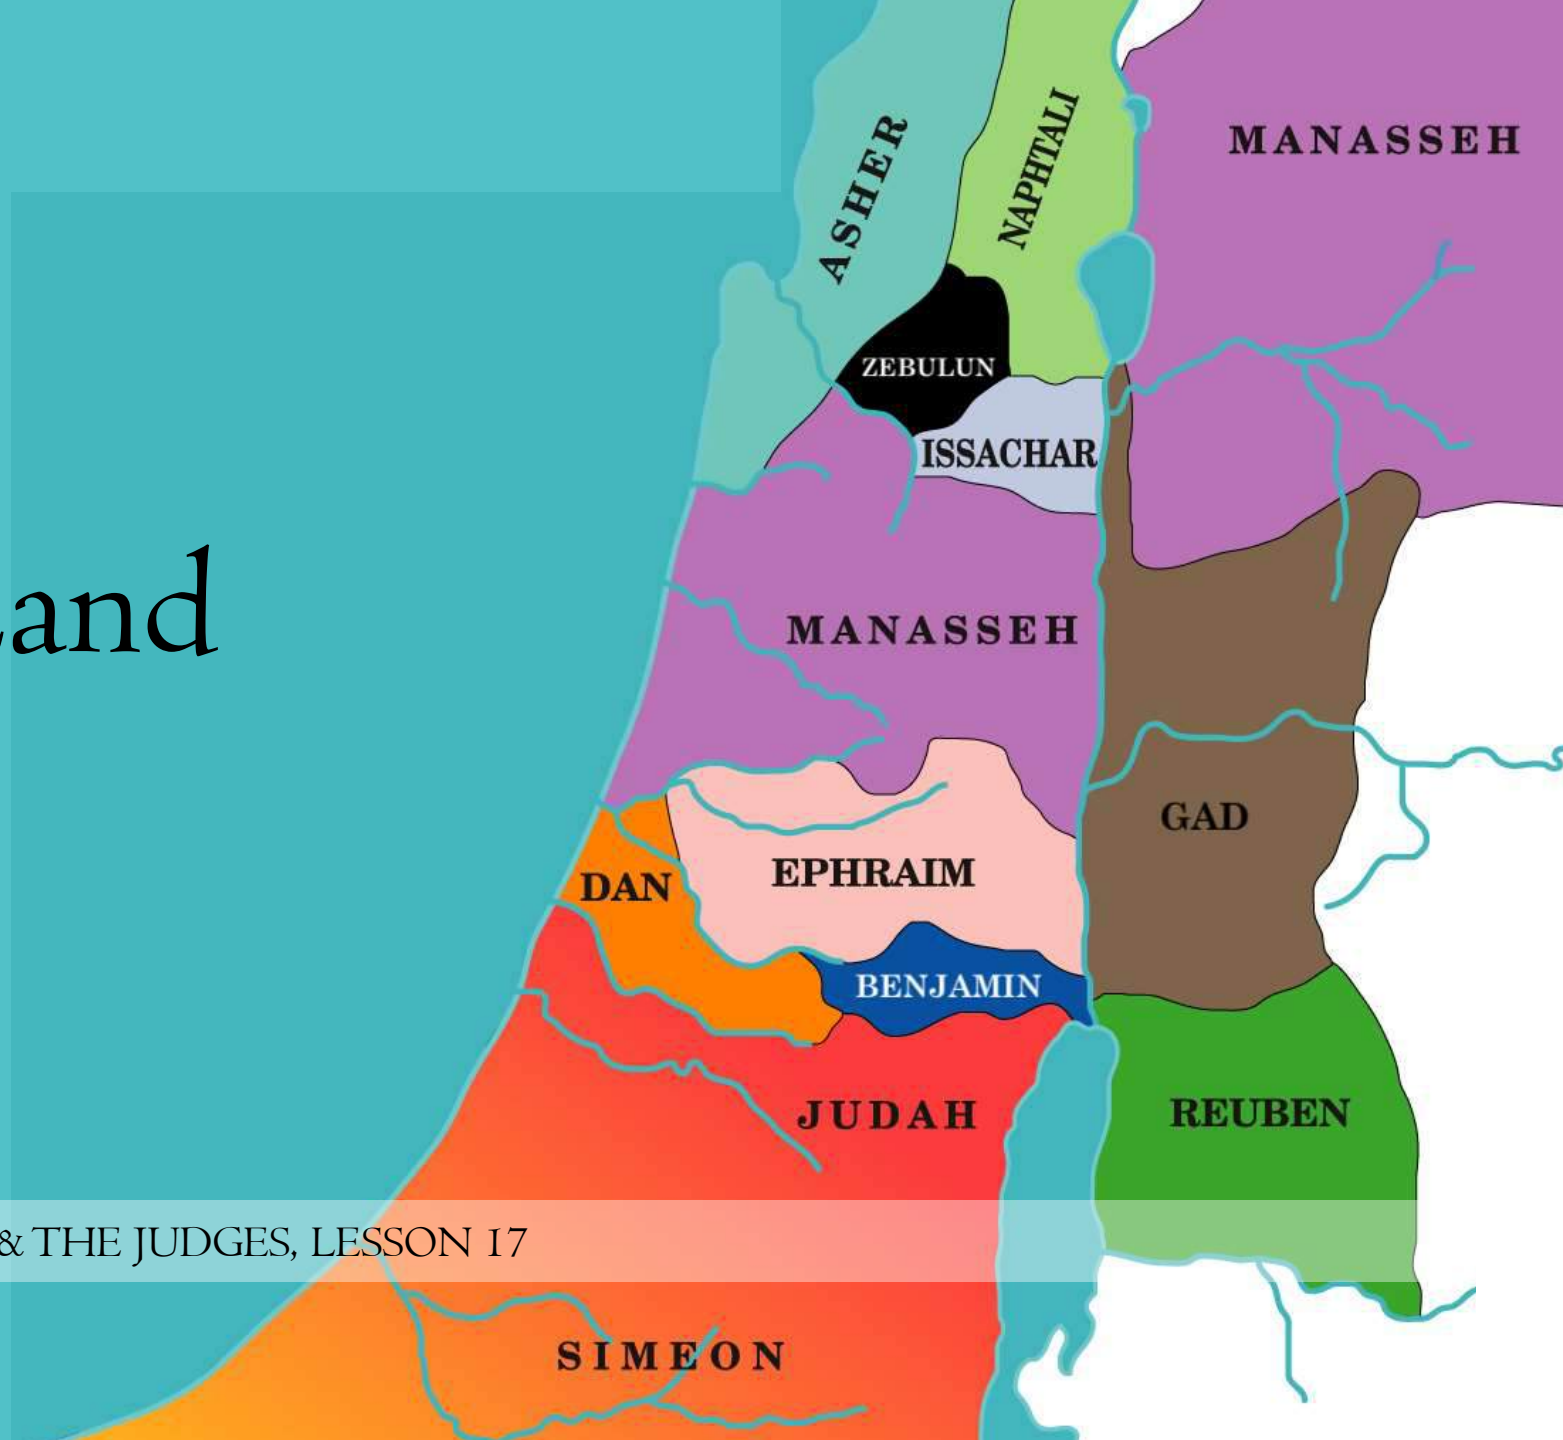 ASHER
NAPHTALI
MANASSEH
ZEBULUN
ISSACHAR
and
MANASSEH
GAD
EPHRAIM
DAN
BENJAMIN
JUDAH
REUBEN
& THE JUDGES, LESSON 17
SIMEON